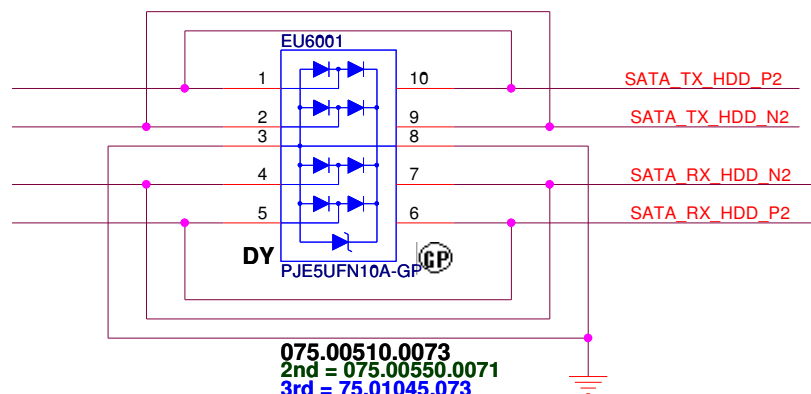 EU6001
1 10 SATA_TX_HDD_P2
2 9 SATA_TX_HDD_N2
3 8
4 7 SATA_RX_HDD_N2
5 6 SATA_RX_HDD_P2
DY
PJE5UFN10A-GP
GP
075.00510.0073
2nd = 075.00550.0071
3rd = 75.01045.073